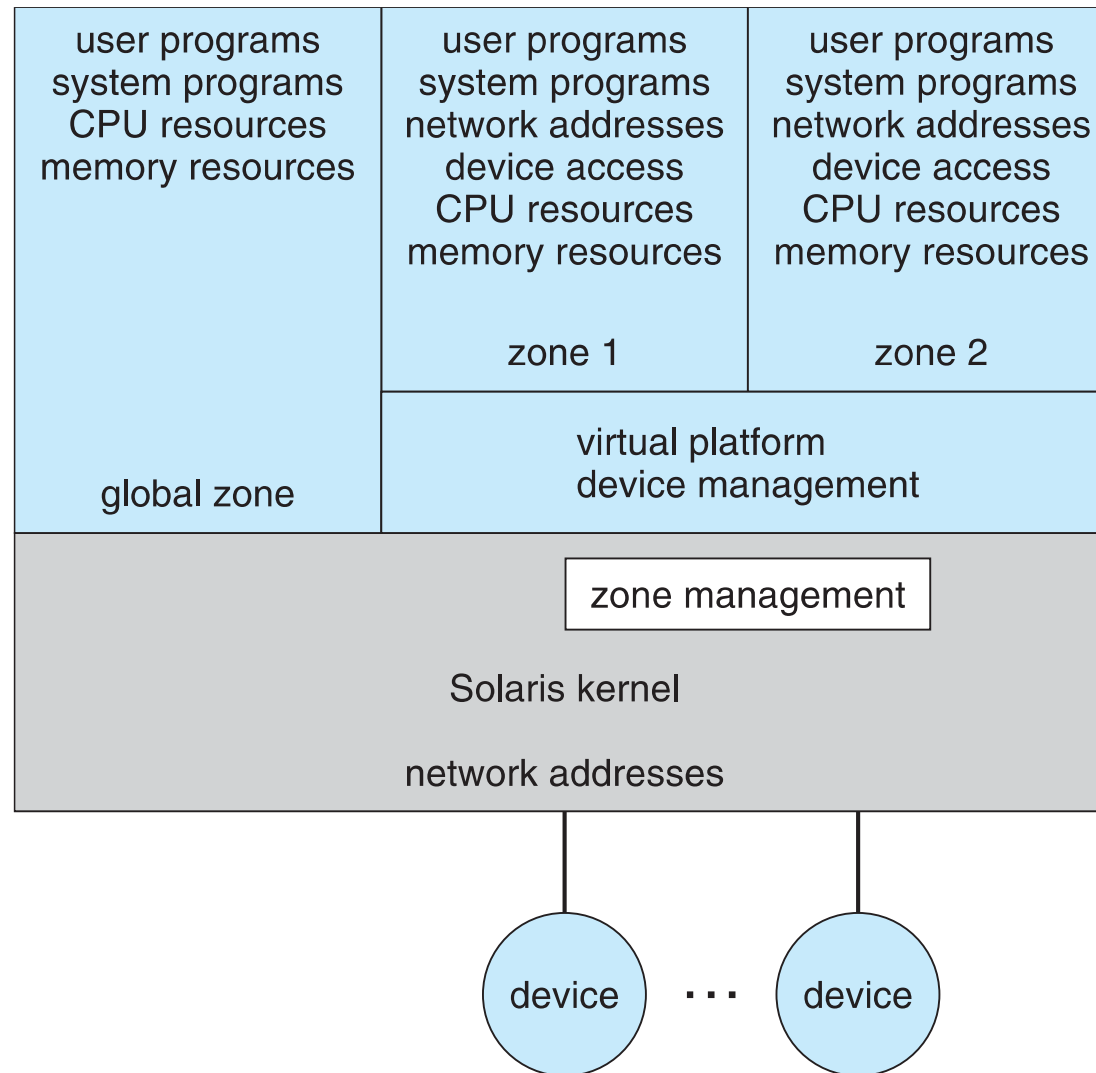 user programs
system programs
CPU resources
memory resources
global zone
user programs
system programs
network addresses
device access
CPU resources
memory resources
zone 1
user programs
system programs
network addresses
device access
CPU resources
memory resources
zone 2
virtual platform
device management
zone management
Solaris kernel
network addresses
device
...
device